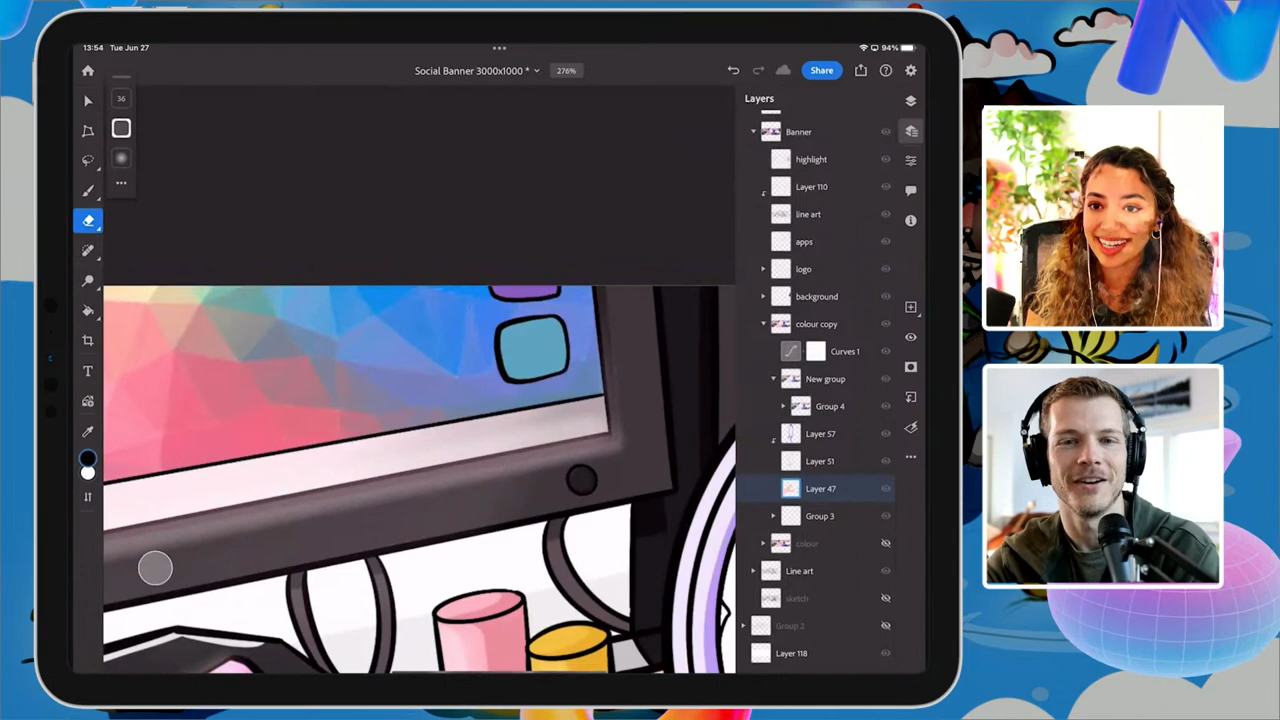 13:54 Tue Jun 27
94%
Social Banner 3000x1000 *
276%
Share
36
Layers
Banner
highlight
Layer 110
line art
apps
logo
background
colour copy
Curves 1
New group
Group 4
Layer 57
Layer 51
Layer 47
Group 3
colour
Line art
sketch
Group 2
Layer 118
T